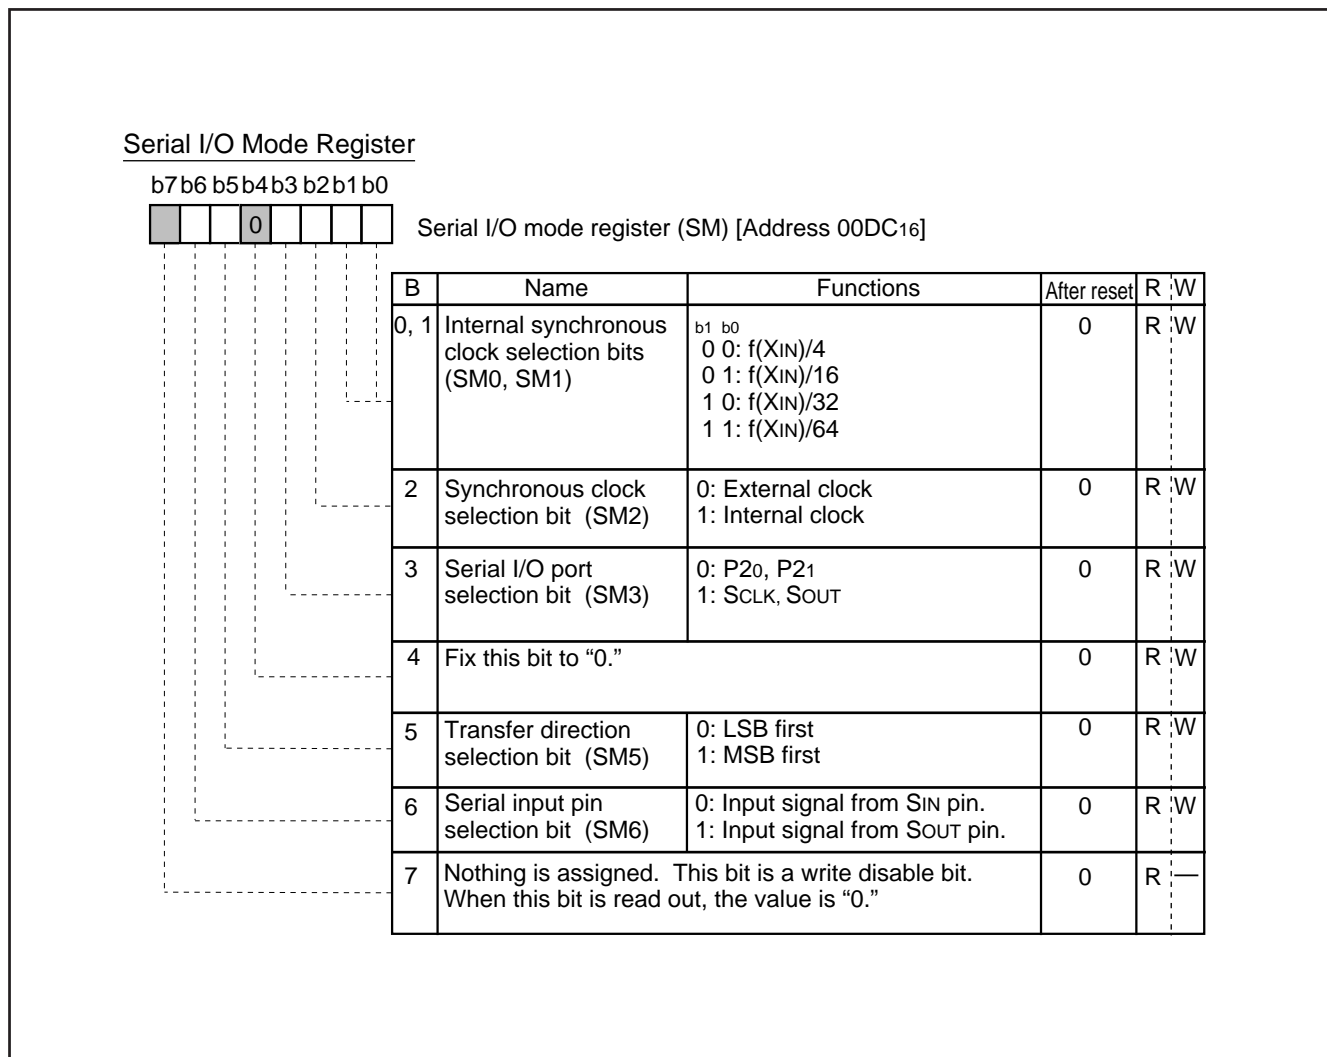 Serial I/O Mode Register
b7 b6 b5 b4 b3 b2 b1 b0
0
Serial I/O mode register (SM) [Address 00DC16]
B Name Functions After reset R W
0, 1 Internal synchronous clock selection bits (SM0, SM1)
b1 b0
0 0: f(XIN)/4
0 1: f(XIN)/16
1 0: f(XIN)/32
1 1: f(XIN)/64
0 R W
2 Synchronous clock selection bit (SM2)
0: External clock
1: Internal clock
0 R W
3 Serial I/O port selection bit (SM3)
0: P20, P21
1: SCLK, SOUT
0 R W
4 Fix this bit to “0.” 0 R W
5 Transfer direction selection bit (SM5)
0: LSB first
1: MSB first
0 R W
6 Serial input pin selection bit (SM6)
0: Input signal from SIN pin.
1: Input signal from SOUT pin.
0 R W
7 Nothing is assigned. This bit is a write disable bit.
When this bit is read out, the value is “0.”
0 R —